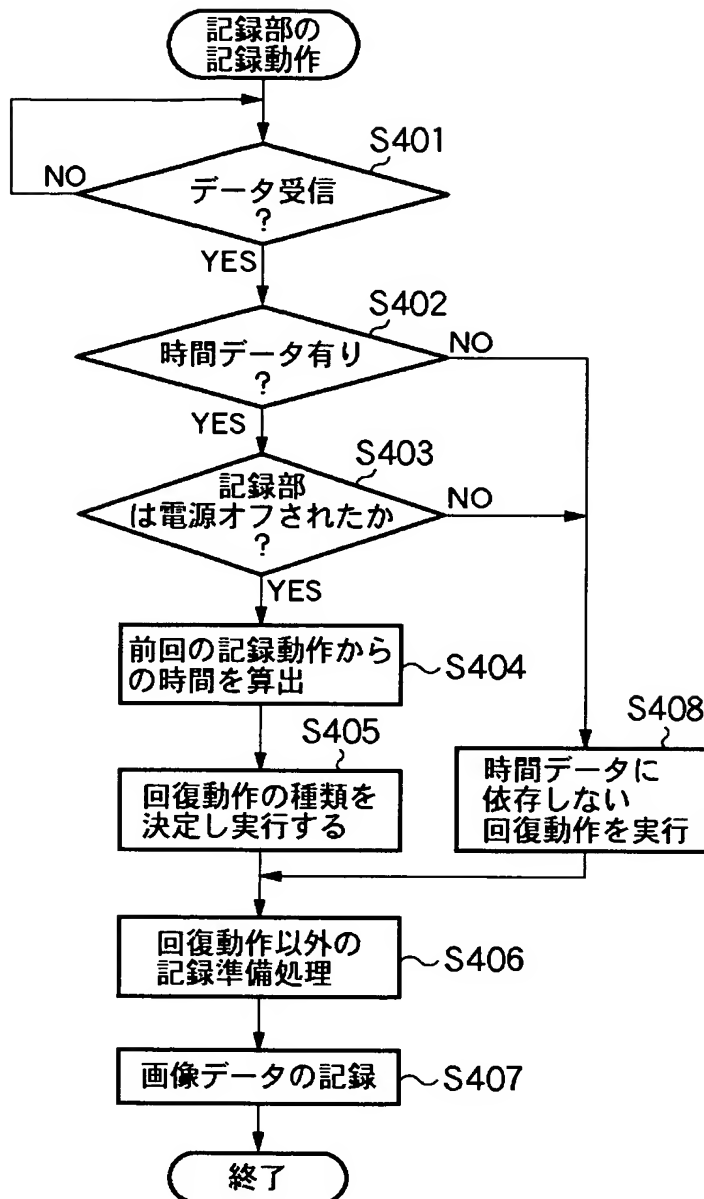 記録部の
記録動作
S401
NO
データ受信
?
YES
S402
時間データ有り
?
NO
YES
S403
記録部
は電源オフされたか
?
NO
YES
前回の記録動作から
の時間を算出
S404
S405
回復動作の種類を
決定し実行する
S408
時間データに
依存しない
回復動作を実行
回復動作以外の
記録準備処理
S406
画像データの記録
S407
終了